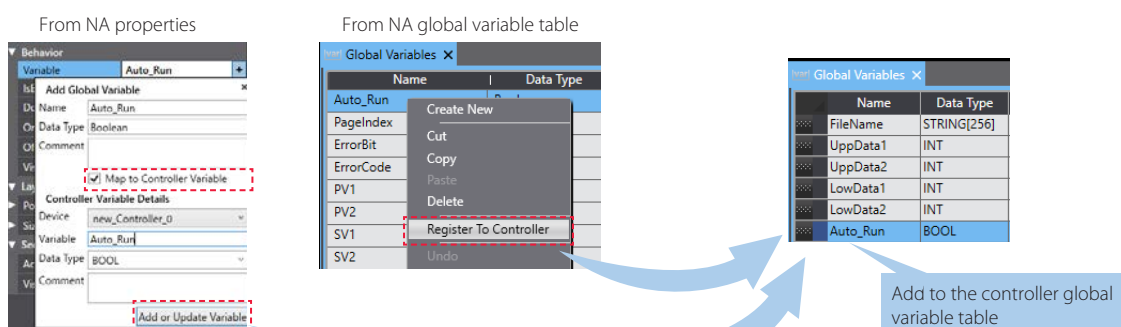 From NA properties
Behavior
Variable Auto_Run +
Add Global Variable
Name Auto_Run
Data Type Boolean
Comment
Map to Controller Variable
Controller Variable Details
Device new_Controller_0
Variable Auto_Run
Data Type BOOL
Comment
Add or Update Variable
From NA global variable table
Global Variables X
Name Data Type
Auto_Run
PageIndex
ErrorBit
ErrorCode
PV1
PV2
SV1
SV2
Create New
Cut
Copy
Paste
Delete
Register To Controller
Undo
Global Variables X
Name Data Type
FileName STRING[256]
UppData1 INT
UppData2 INT
LowData1 INT
LowData2 INT
Auto_Run BOOL
Add to the controller global
variable table